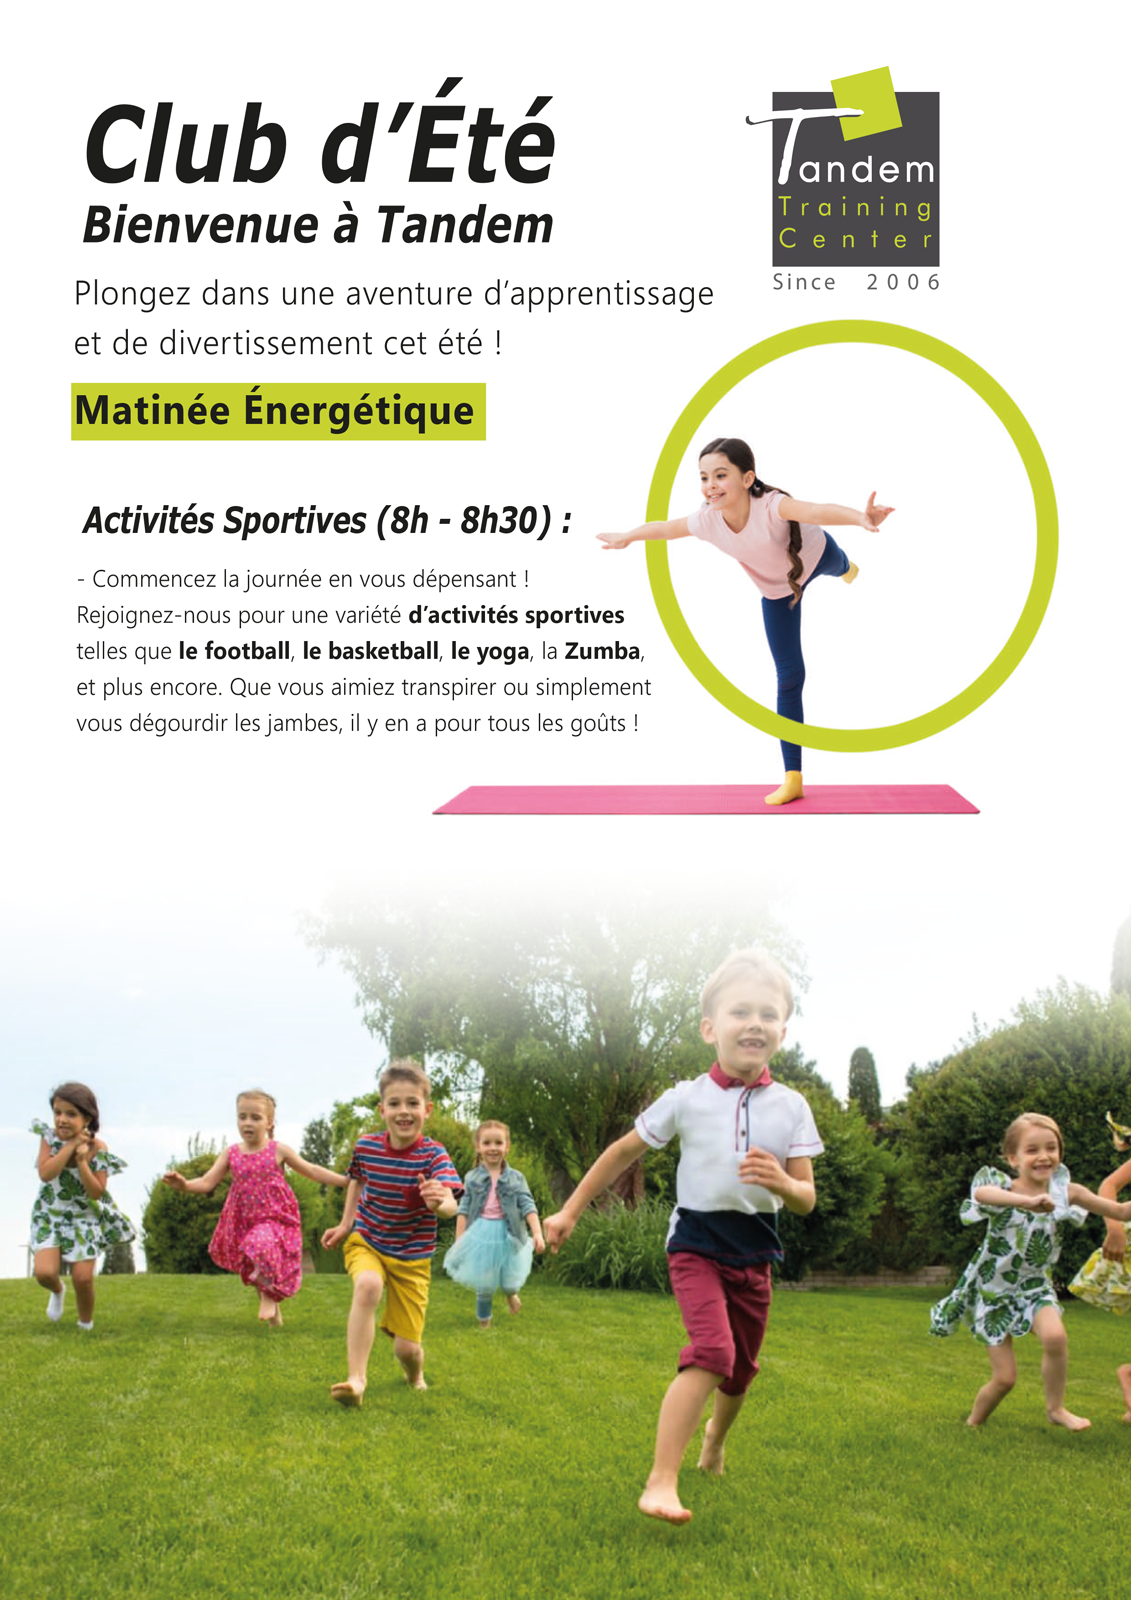 Club d’Été
Bienvenue à Tandem
Plongez dans une aventure d’apprentissage
et de divertissement cet été !
Matinée Énergétique
Tandem
Training
Center
Since 2006
Activités Sportives (8h - 8h30) :
- Commencez la journée en vous dépensant !
Rejoignez-nous pour une variété d’activités sportives
telles que le football, le basketball, le yoga, la Zumba,
et plus encore. Que vous aimiez transpirer ou simplement
vous dégourdir les jambes, il y en a pour tous les goûts !